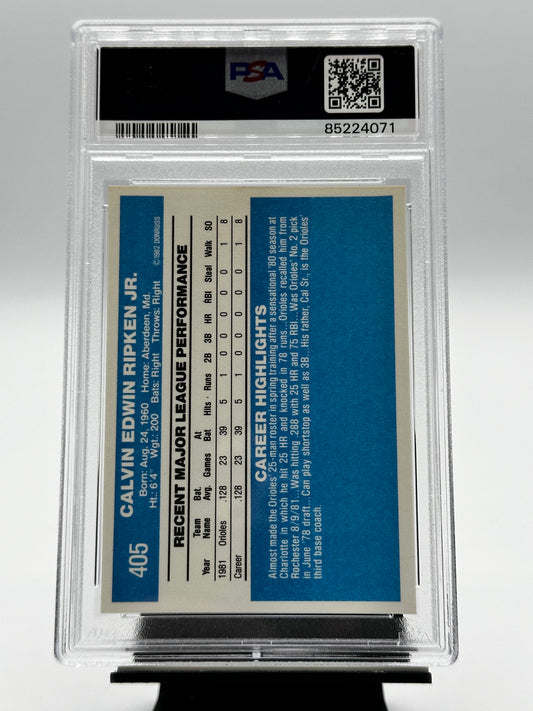 PSA
85224071
405
CALVIN EDWIN RIPKEN JR.
Born: Aug. 24, 1960 Home: Aberdeen, Md.
Ht.: 6'4" Wgt.: 200 Bats: Right Throws: Right
©1982 DONRUSS
RECENT MAJOR LEAGUE PERFORMANCE
Year Team Name Bat. Avg. Games At Bat Hits Runs 2B 3B HR RBI Steal Walk SO
1981 Orioles .128 23 39 5 1 0 0 0 0 0 1 8
Career .128 23 39 5 1 0 0 0 0 0 1 8
CAREER HIGHLIGHTS
Almost made the Orioles' 25-man roster in spring training after a sensational '80 season at
Charlotte in which he hit 25 HR and knocked in 78 runs...Orioles recalled him from
Rochester 8/9/81...Was hitting .288 with 25 HR and 75 RBI...Was Orioles' No. 2 pick
in June '78 draft...Can play shortstop as well as 3B...His father, Cal Sr., is the Orioles'
third base coach.